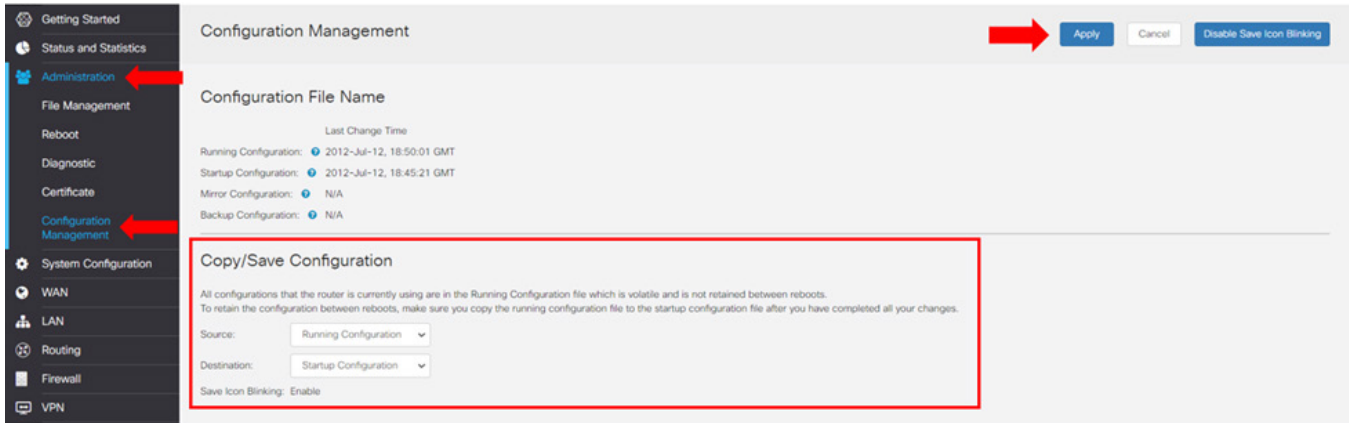 Getting Started
Status and Statistics
Administration
File Management
Reboot
Diagnostic
Certificate
Configuration
Management
System Configuration
WAN
LAN
Routing
Firewall
VPN
Configuration Management
Apply
Cancel
Disable Save Icon Blinking
Configuration File Name
Last Change Time
Running Configuration: ? 2012-Jul-12, 18:50:01 GMT
Startup Configuration: ? 2012-Jul-12, 18:45:21 GMT
Mirror Configuration: ? N/A
Backup Configuration: ? N/A
Copy/Save Configuration
All configurations that the router is currently using are in the Running Configuration file which is volatile and is not retained between reboots.
To retain the configuration between reboots, make sure you copy the running configuration file to the startup configuration file after you have completed all your changes.
Source: Running Configuration
Destination: Startup Configuration
Save Icon Blinking: Enable